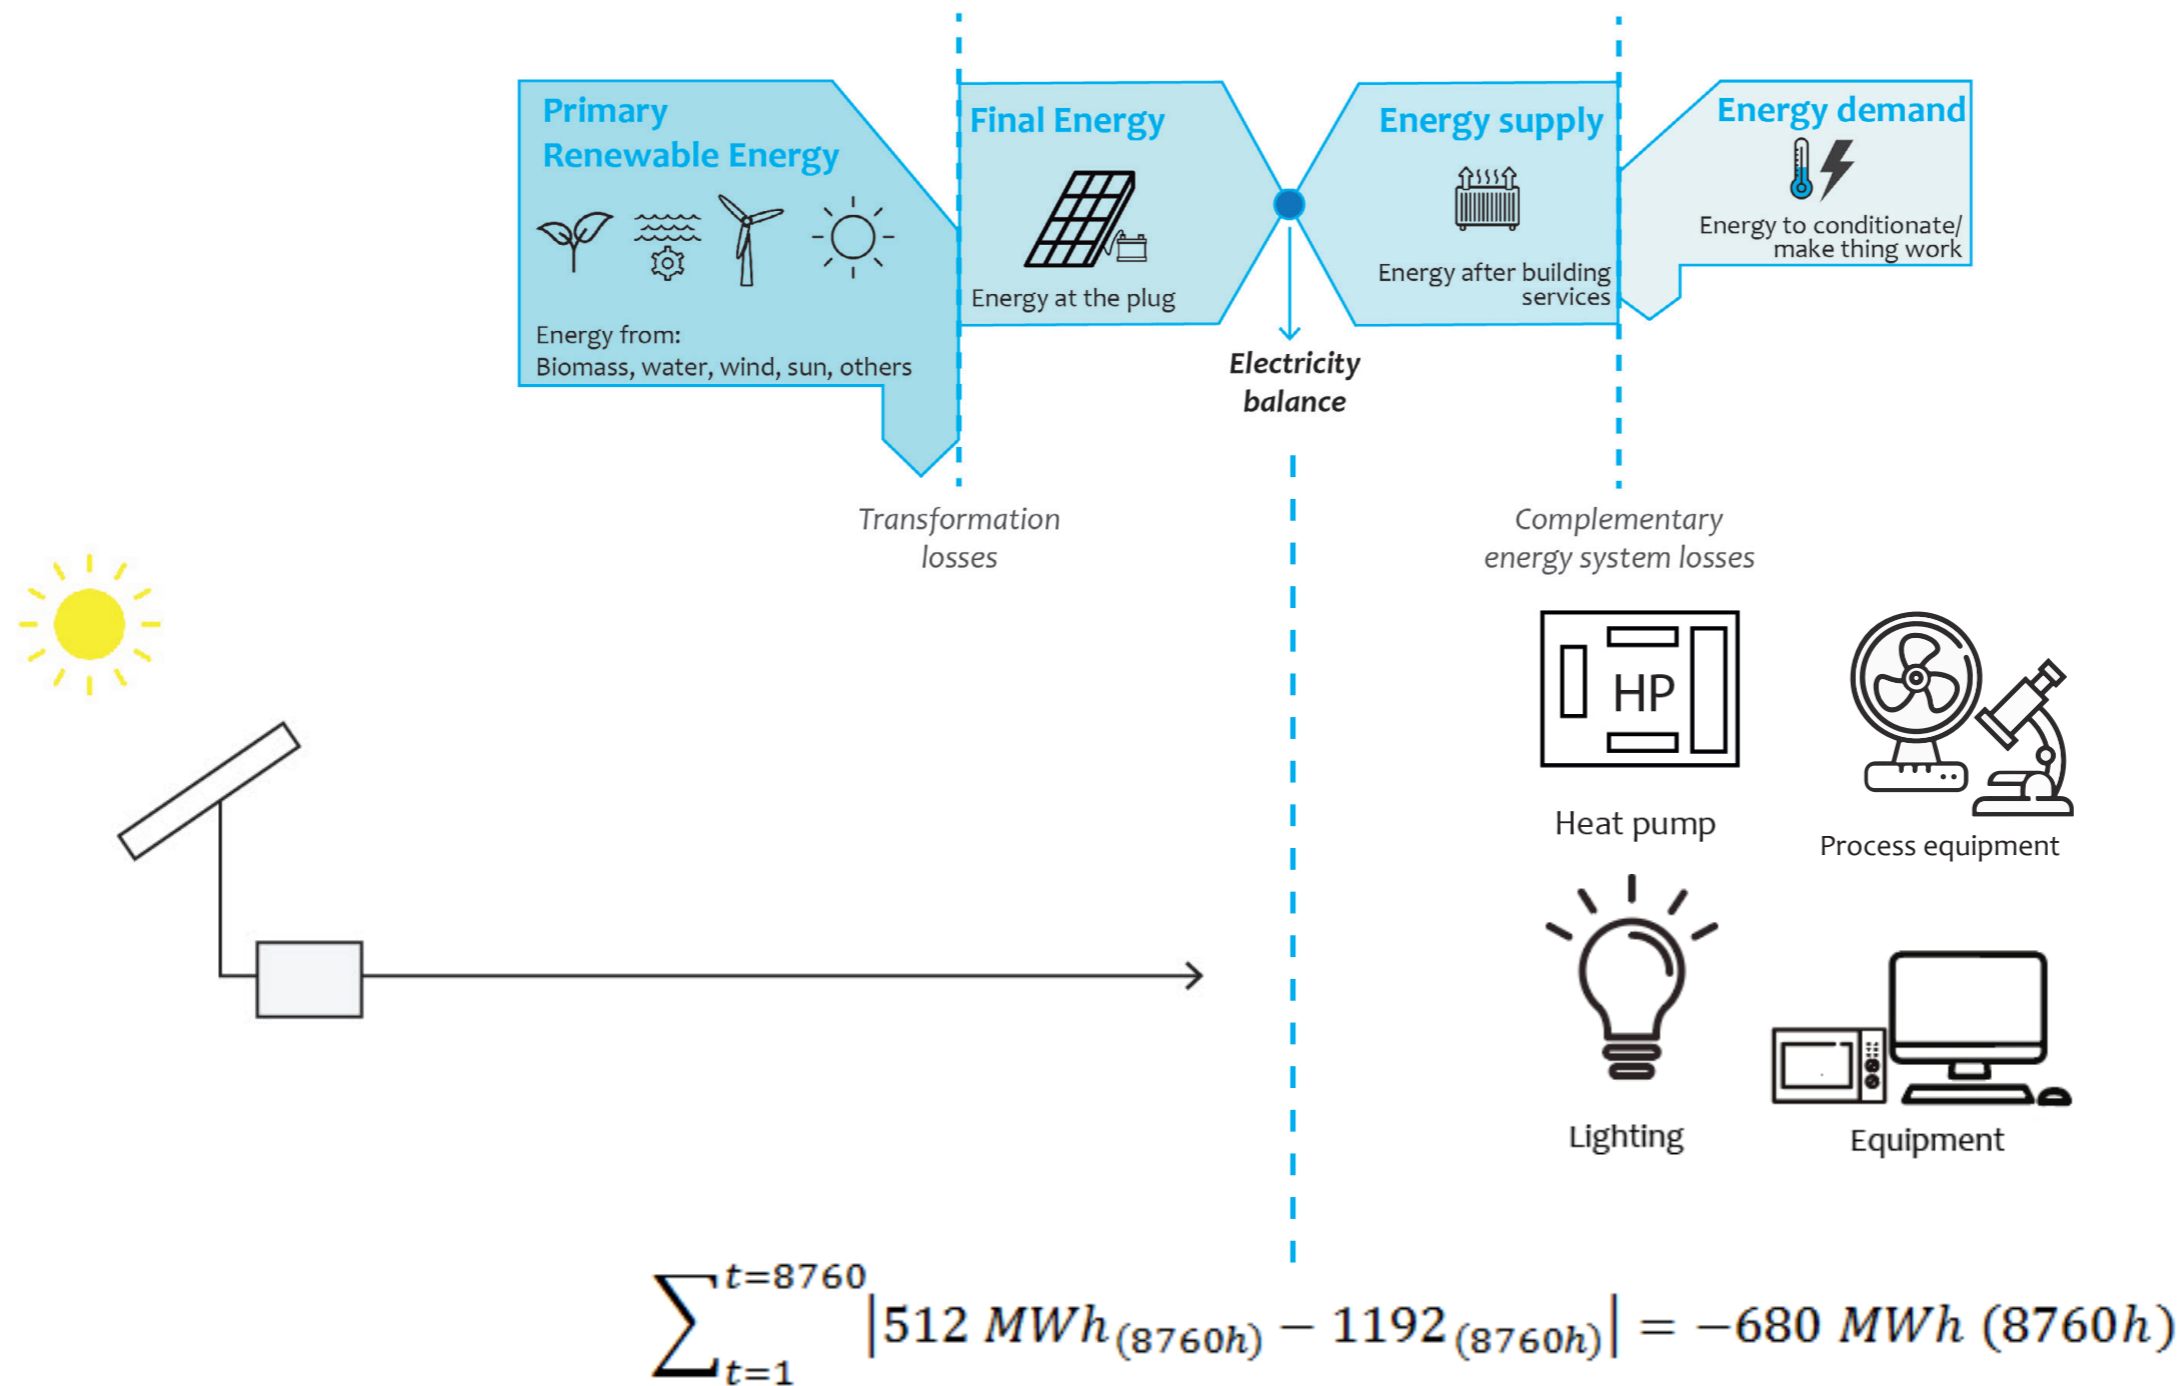 Primary
Renewable Energy
Energy from:
Biomass, water, wind, sun, others
Final Energy
Energy at the plug
Energy supply
Energy after building
services
Energy demand
Energy to conditionate/
make thing work
Electricity
balance
Transformation
losses
Complementary
energy system losses
HP
Heat pump
Process equipment
Lighting
Equipment
∑_{t=1}^{t=8760} |512 MWh_{(8760h)} − 1192_{(8760h)}| = −680 MWh (8760h)